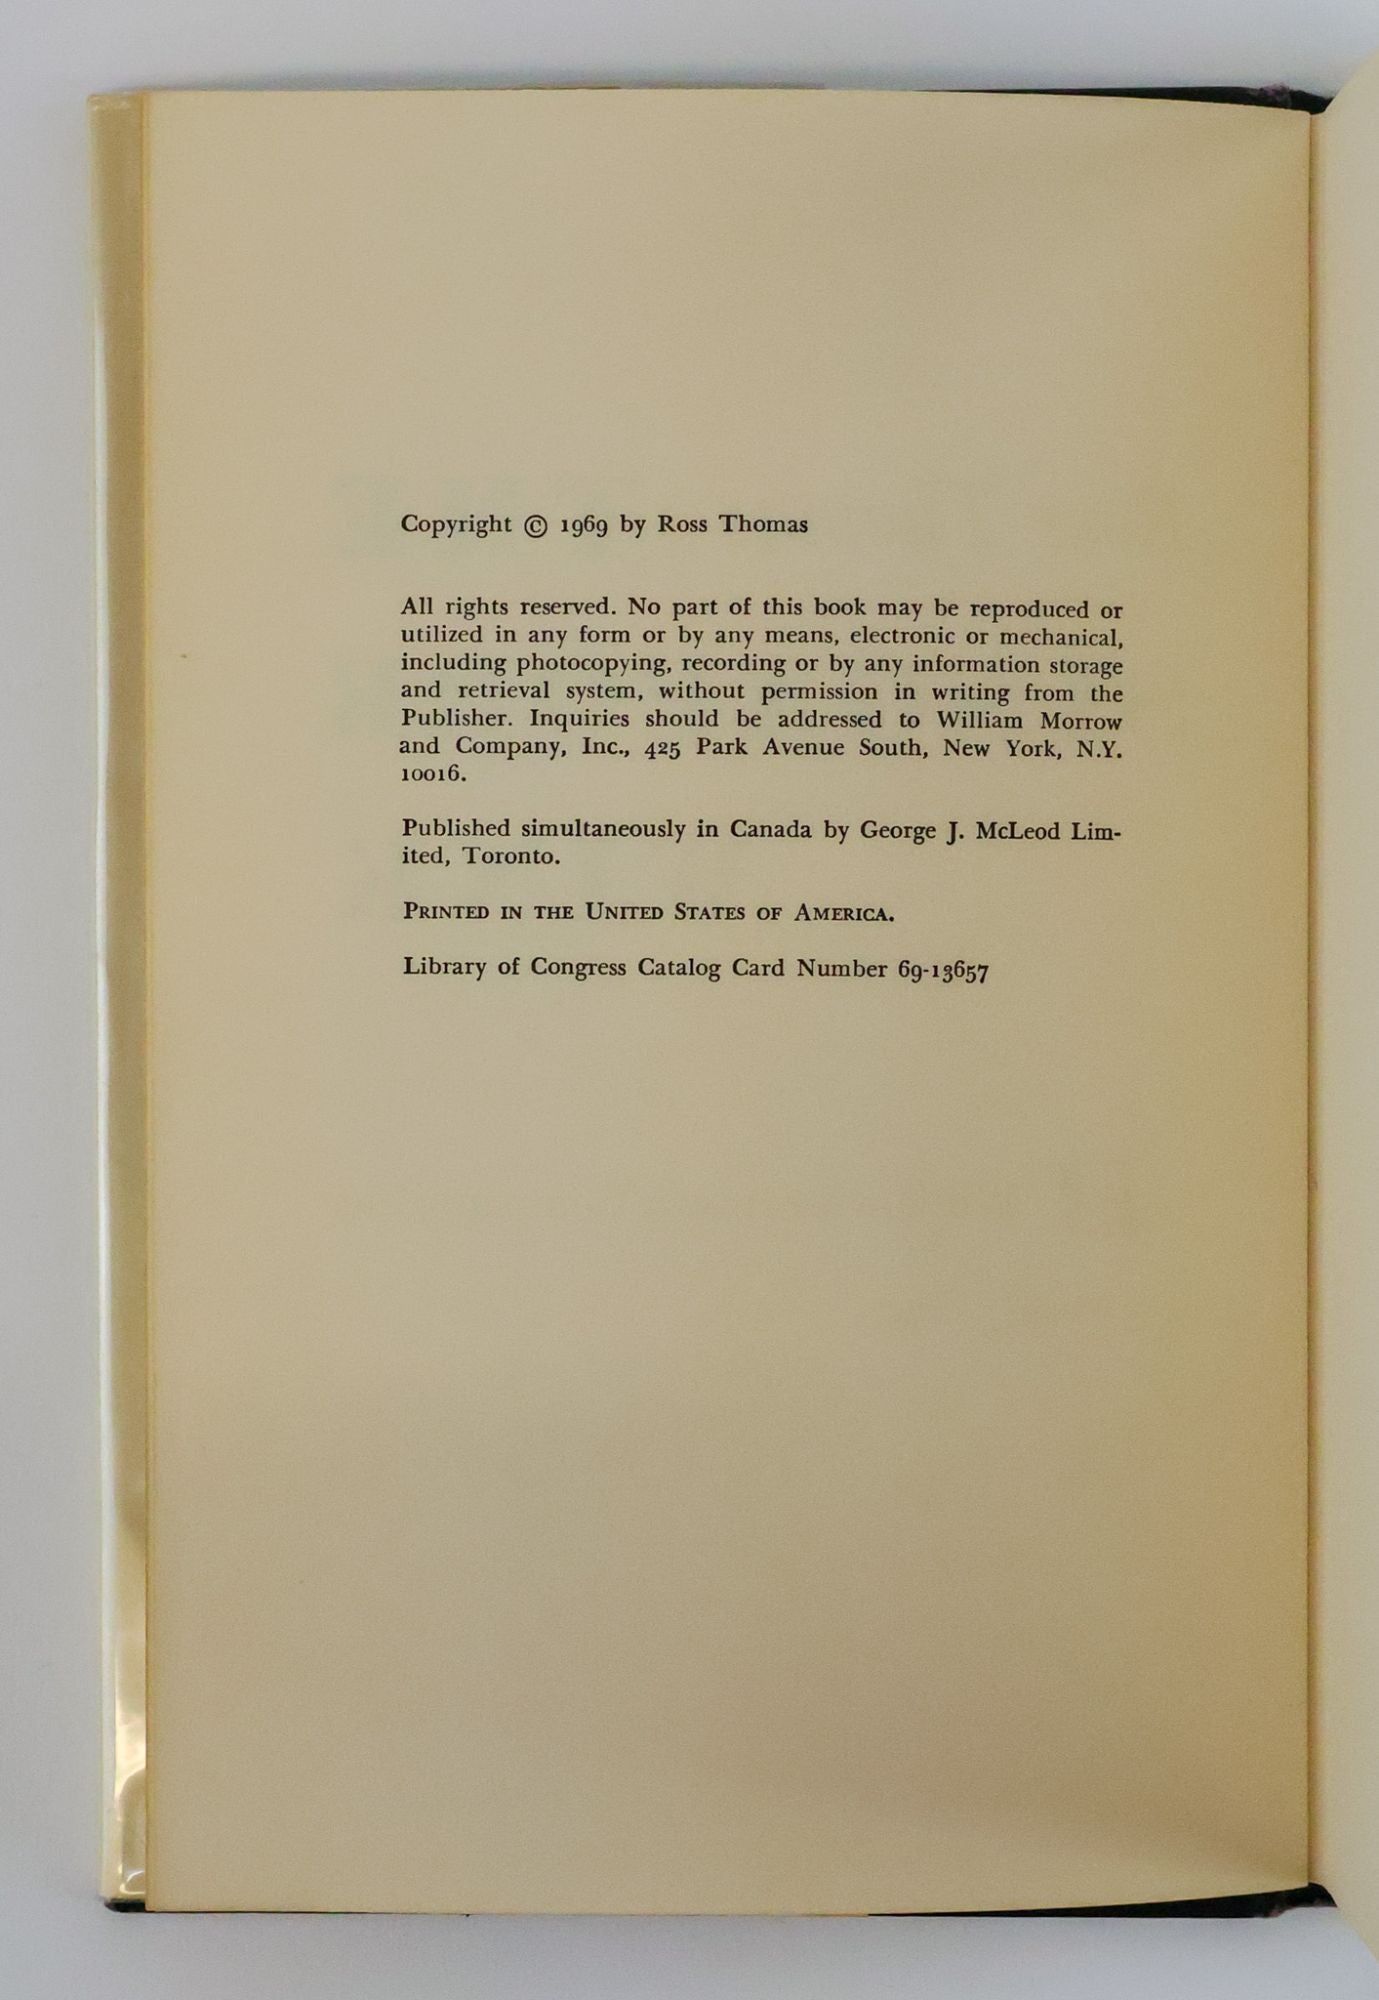 Copyright © 1969 by Ross Thomas
All rights reserved. No part of this book may be reproduced or
utilized in any form or by any means, electronic or mechanical,
including photocopying, recording or by any information storage
and retrieval system, without permission in writing from the
Publisher. Inquiries should be addressed to William Morrow
and Company, Inc., 425 Park Avenue South, New York, N.Y.
10016.
Published simultaneously in Canada by George J. McLeod Lim-
ited, Toronto.
PRINTED IN THE UNITED STATES OF AMERICA.
Library of Congress Catalog Card Number 69-13657